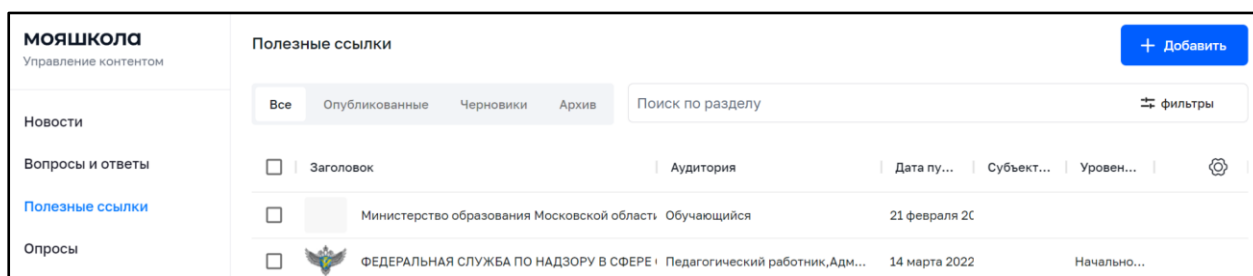 мояшкола
Управление контентом
Новости
Вопросы и ответы
Полезные ссылки
Опросы
Полезные ссылки
+ Добавить
Все Опубликованные Черновики Архив
Поиск по разделу
фильтры
Заголовок Аудитория Дата пу... Субъект... Уровен...
Министерство образования Московской области Обучающийся 21 февраля 20
ФЕДЕРАЛЬНАЯ СЛУЖБА ПО НАДЗОРУ В СФЕРЕ Педагогический работник,Адм... 14 марта 2022 Начально...